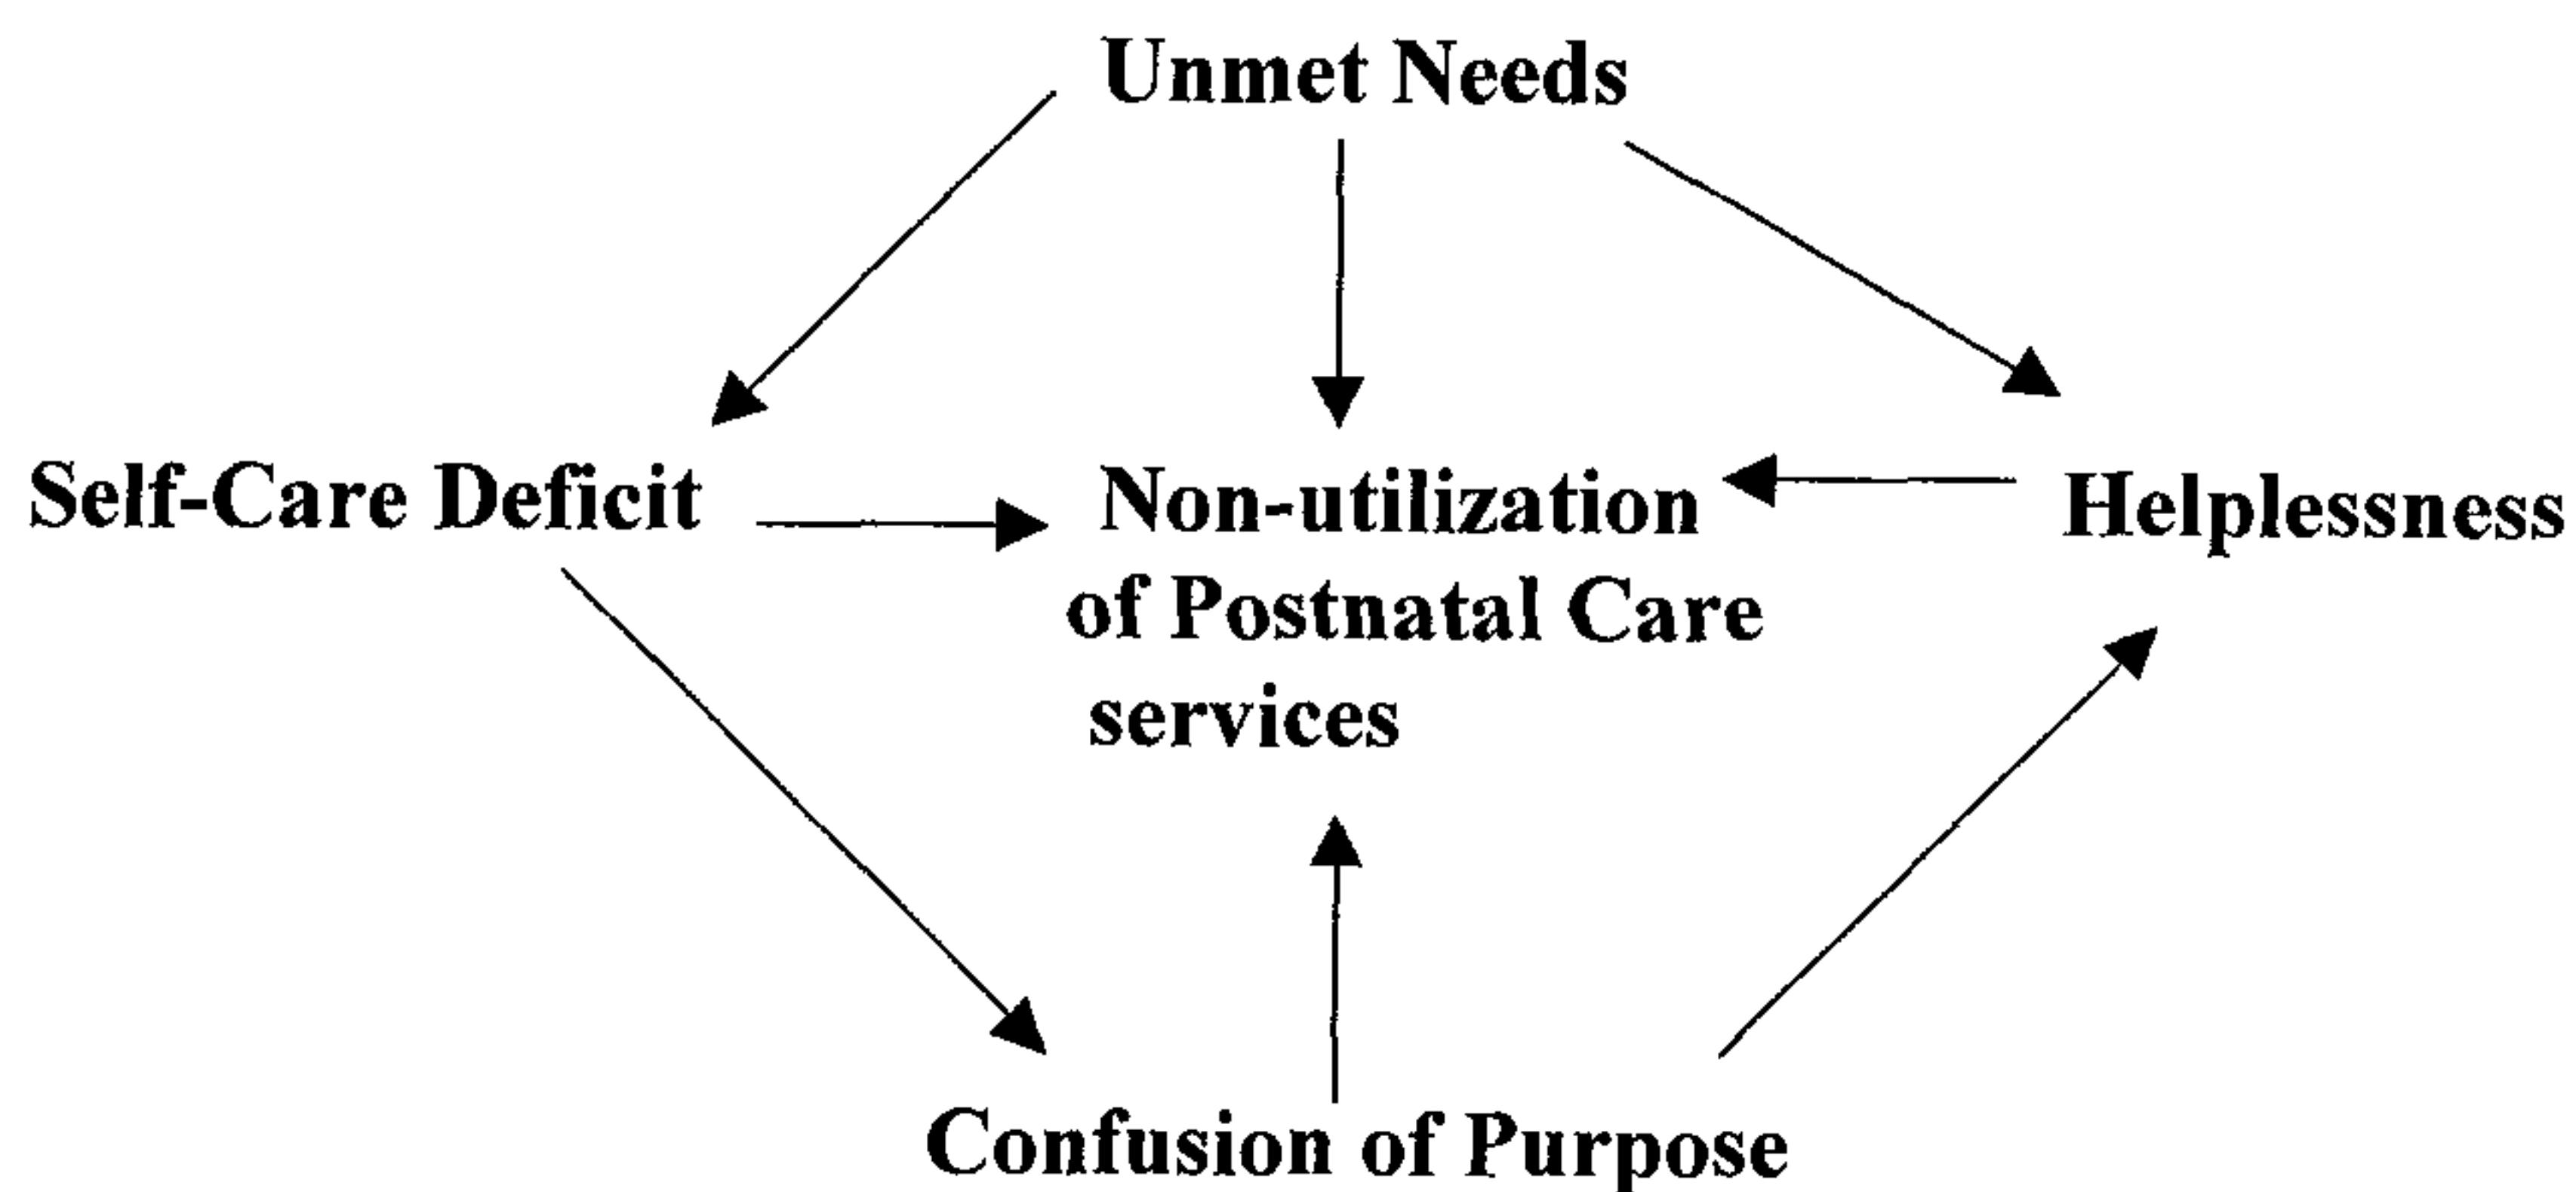 Unmet Needs
Self-Care Deficit
Non-utilization
of Postnatal Care
services
Helplessness
Confusion of Purpose